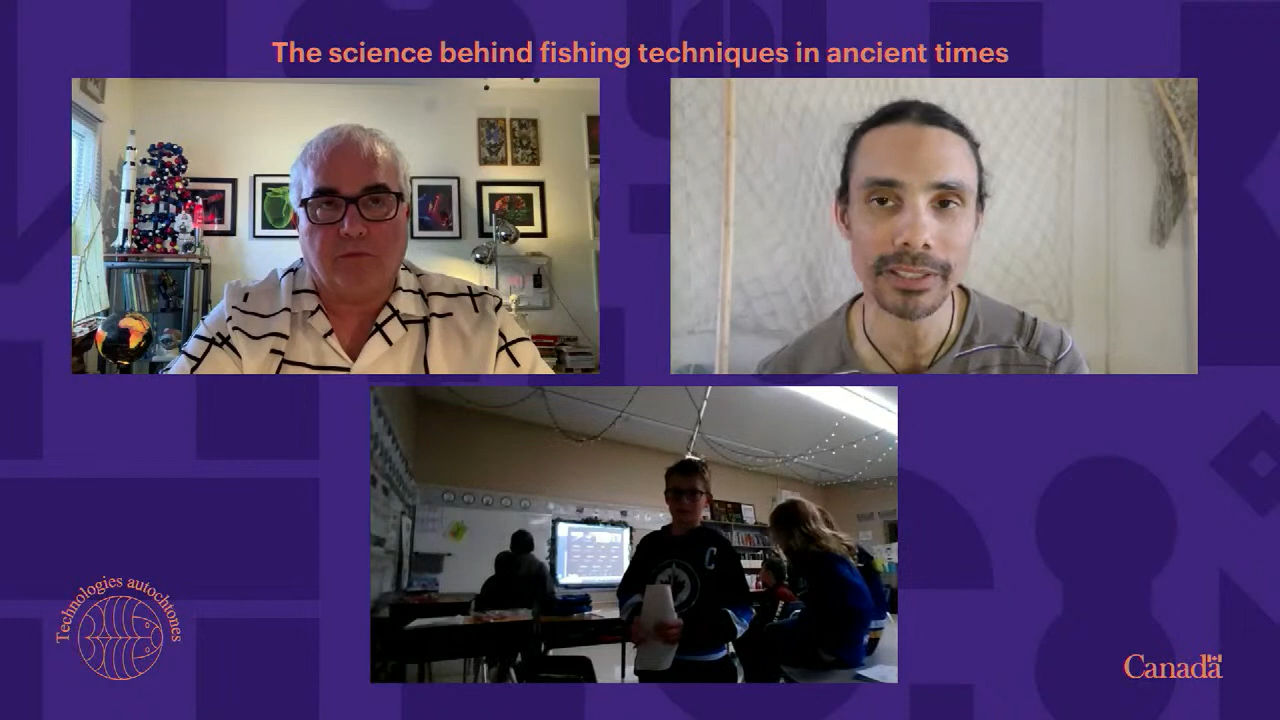 The science behind fishing techniques in ancient times
C
Technologies autochtones
Canada